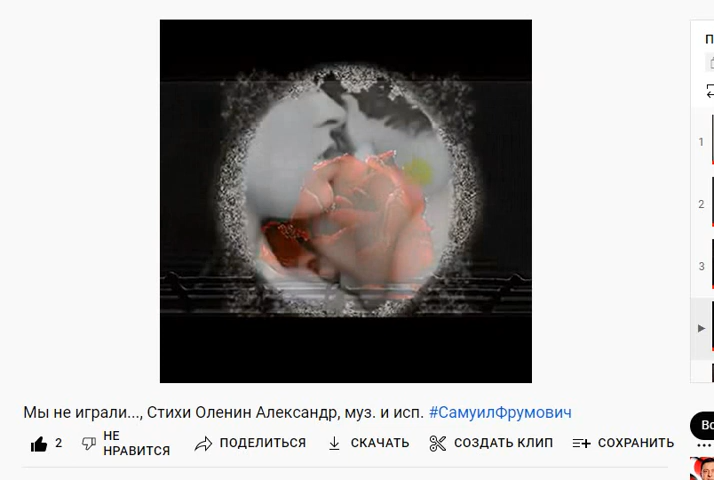 П
1
2
3
Мы не играли..., Стихи Оленин Александр, муз. и исп. #СамуилФрумович
2
НЕ
НРАВИТСЯ
ПОДЕЛИТЬСЯ
СКАЧАТЬ
СОЗДАТЬ КЛИП
СОХРАНИТЬ
Вс